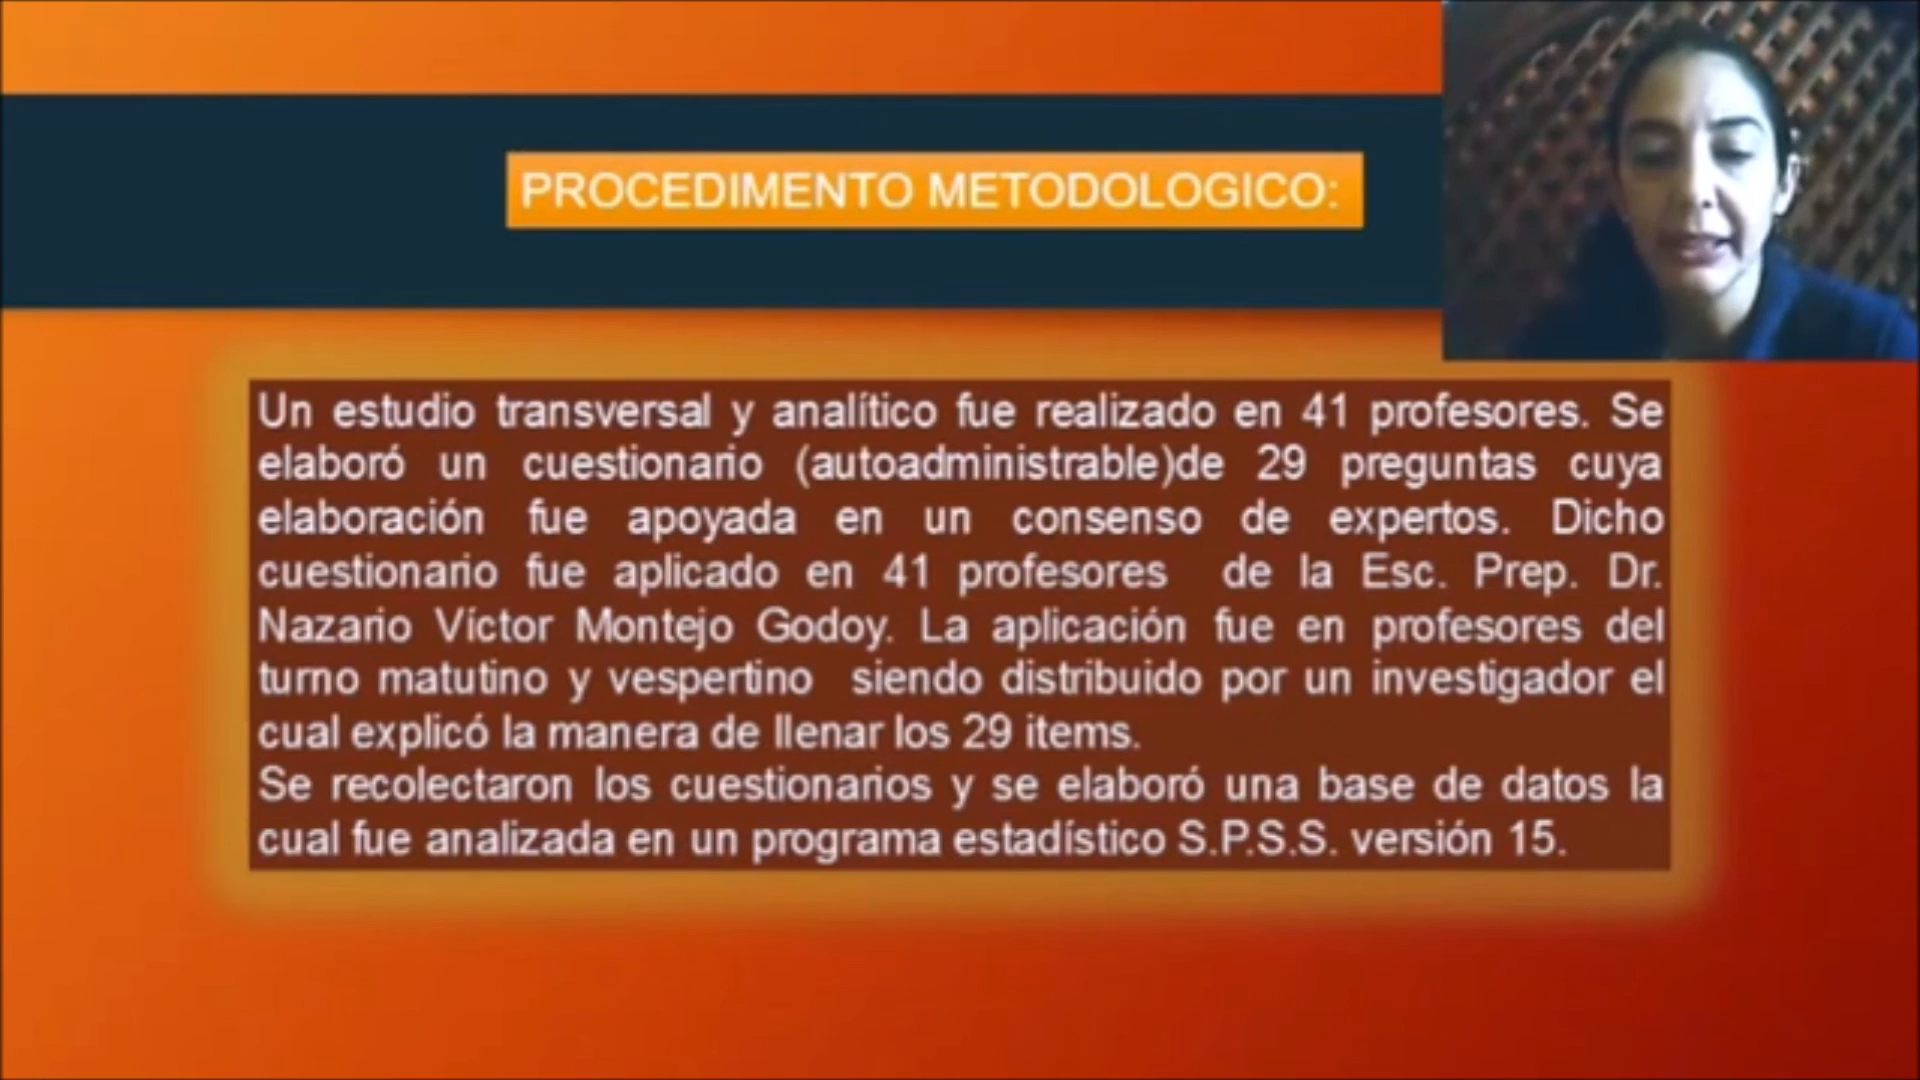 PROCEDIMENTO METODOLOGICO:
Un estudio transversal y analítico fue realizado en 41 profesores. Se
elaboró un cuestionario (autoadministrable)de 29 preguntas cuya
elaboración fue apoyada en un consenso de expertos. Dicho
cuestionario fue aplicado en 41 profesores de la Esc. Prep. Dr.
Nazario Víctor Montejo Godoy. La aplicación fue en profesores del
turno matutino y vespertino siendo distribuido por un investigador el
cual explicó la manera de llenar los 29 items.
Se recolectaron los cuestionarios y se elaboró una base de datos la
cual fue analizada en un programa estadístico S.P.S.S. versión 15.